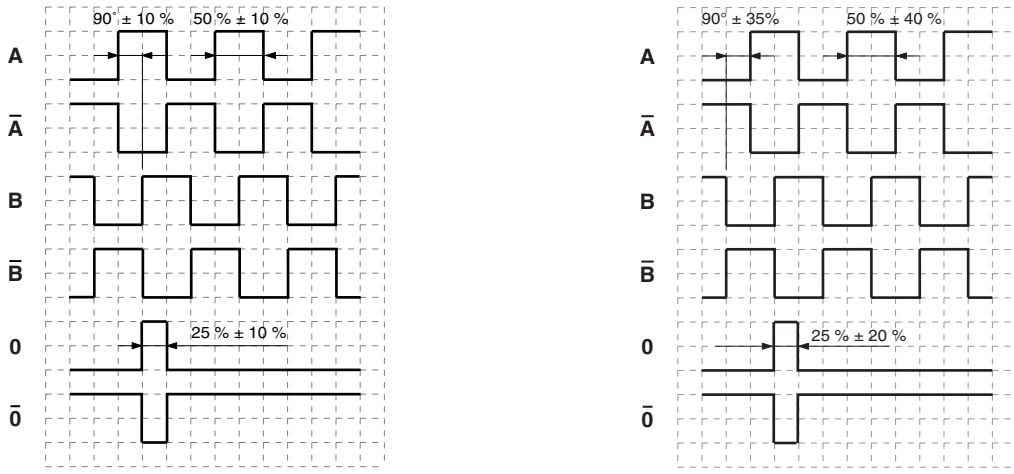 90° ± 10 % 50 % ± 10 %
A
A̅
B
B̅
25 % ± 10 %
0
0̅
90° ± 35% 50 % ± 40 %
A
A̅
B
B̅
25 % ± 20 %
0
0̅